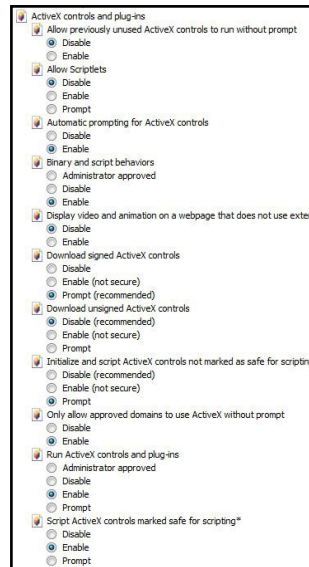 ActiveX controls and plug-ins
Allow previously unused ActiveX controls to run without prompt
Disable
Enable
Allow Scriptlets
Disable
Enable
Prompt
Automatic prompting for ActiveX controls
Disable
Enable
Binary and script behaviors
Administrator approved
Disable
Enable
Display video and animation on a webpage that does not use exter
Disable
Enable
Download signed ActiveX controls
Disable
Enable (not secure)
Prompt (recommended)
Download unsigned ActiveX controls
Disable (recommended)
Enable (not secure)
Prompt
Initialize and script ActiveX controls not marked as safe for scriptin
Disable (recommended)
Enable (not secure)
Prompt
Only allow approved domains to use ActiveX without prompt
Disable
Enable
Run ActiveX controls and plug-ins
Administrator approved
Disable
Enable
Prompt
Script ActiveX controls marked safe for scripting*
Disable
Enable
Prompt